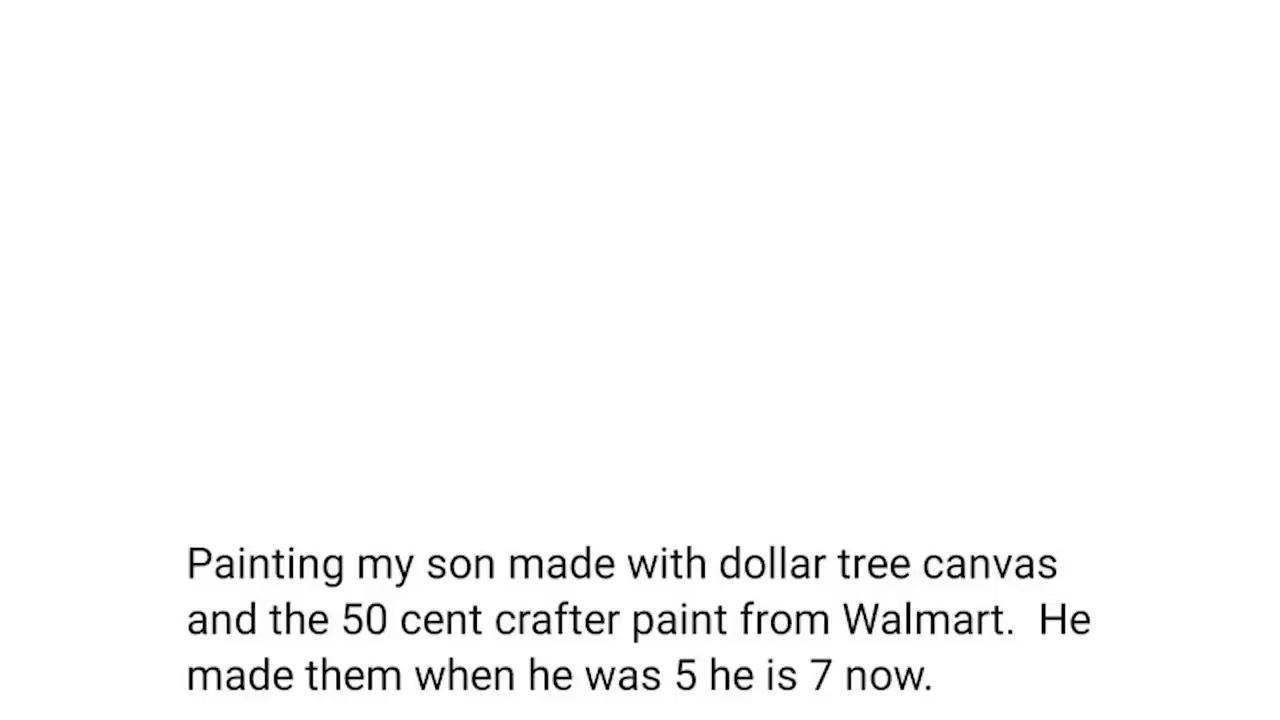 Painting my son made with dollar tree canvas
and the 50 cent crafter paint from Walmart.  He
made them when he was 5 he is 7 now.